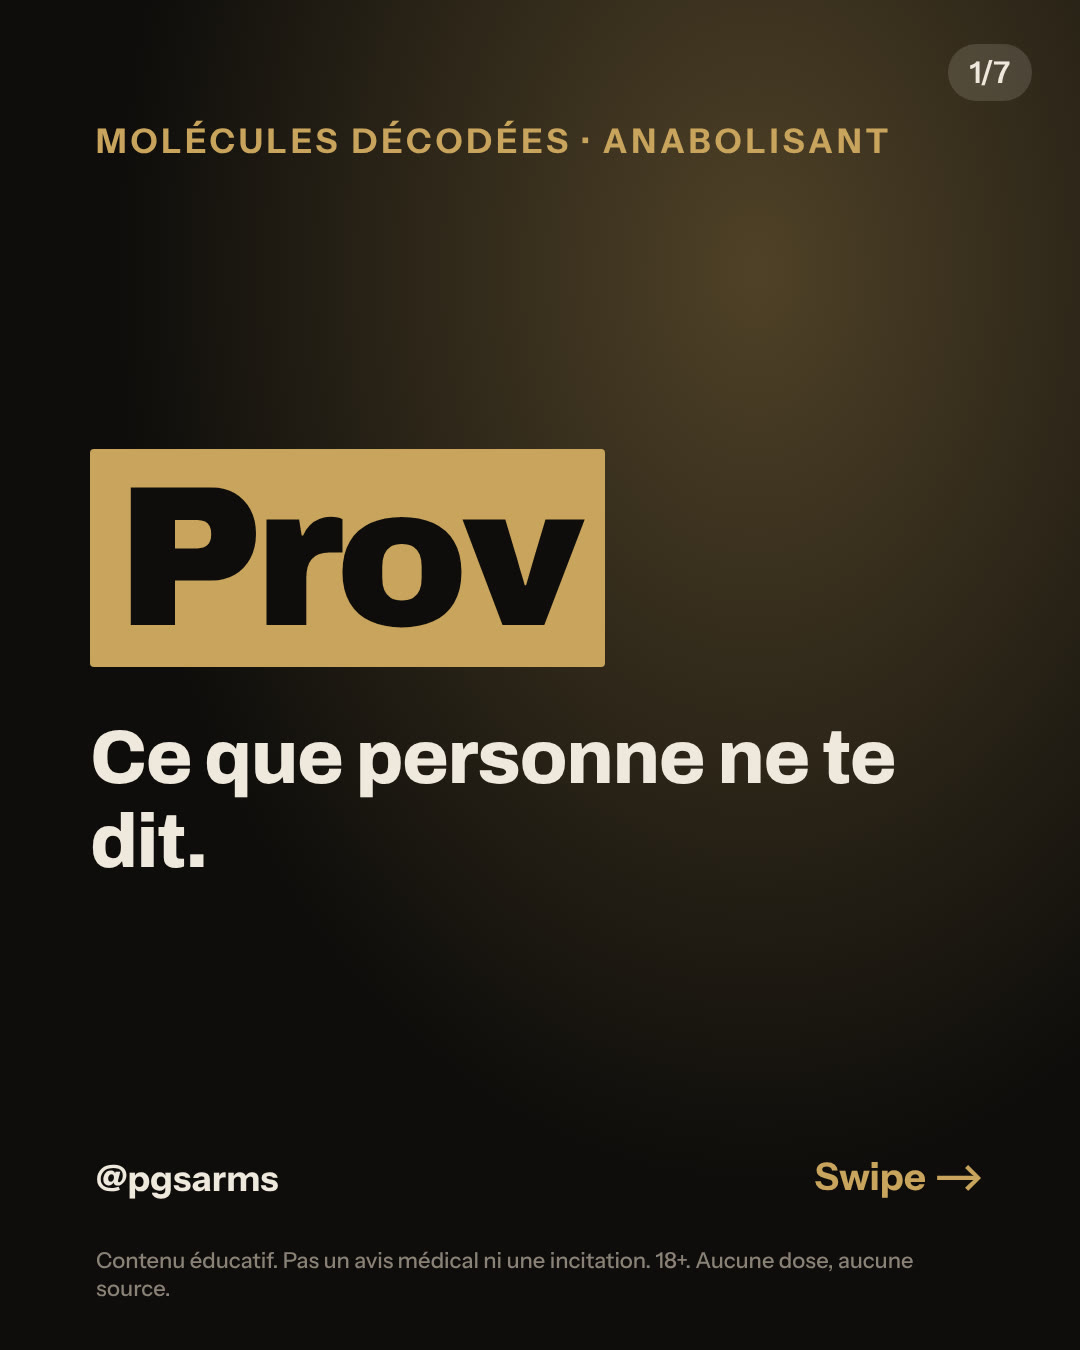 1/7
MOLÉCULES DÉCODÉES · ANABOLISANT
Prov
Ce que personne ne te
dit.
@pgsarms
Swipe →
Contenu éducatif. Pas un avis médical ni une incitation. 18+. Aucune dose, aucune
source.